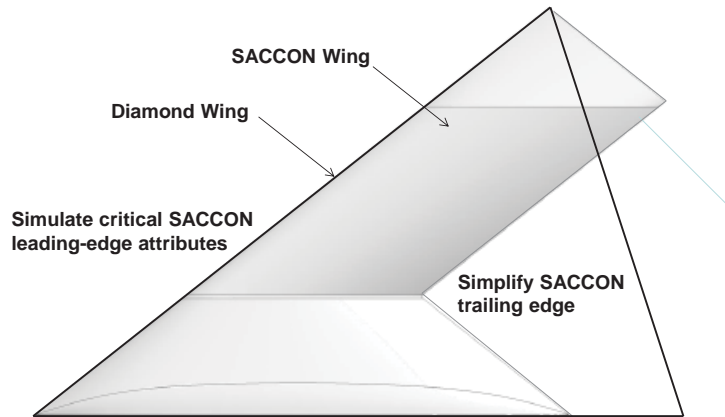 SACCON Wing
Diamond Wing
Simulate critical SACCON
leading-edge attributes
Simplify SACCON
trailing edge